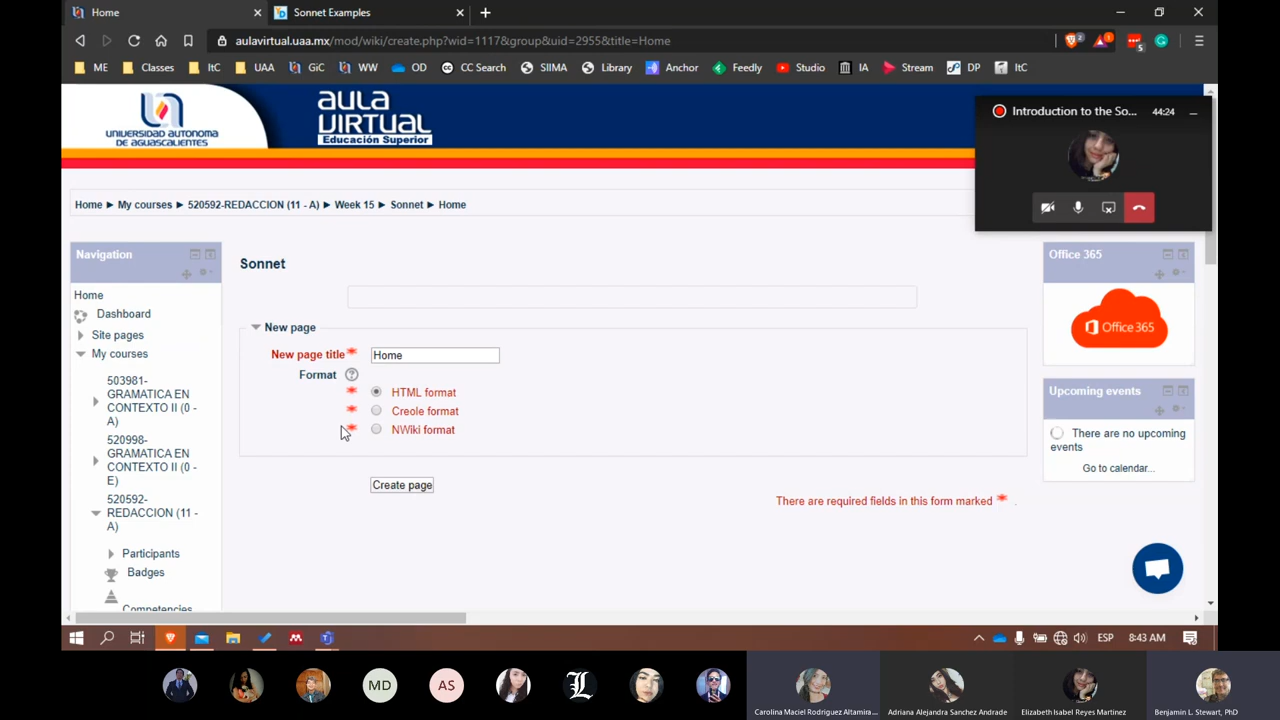 Home
Sonnet Examples
aulavirtual.uaa.mx/mod/wiki/create.php?wid=1117&group&uid=2955&title=Home
2
1
5
ME
Classes
ItC
UAA
GiC
WW
OD
CC Search
SIIMA
Library
Anchor
Feedly
Studio
IA
Stream
DP
ItC
UNIVERSIDAD AUTONOMA
DE AGUASCALIENTES
AULA
VIRTUAL
Educación Superior
Introduction to the So...
44:24
Home ► My courses ► 520592-REDACCION (11 - A) ► Week 15 ► Sonnet ► Home
Navigation
Home
Dashboard
Site pages
My courses
503981-
GRAMATICA EN
CONTEXTO II (0 -
A)
520998-
GRAMATICA EN
CONTEXTO II (0 -
E)
520592-
REDACCION (11 -
A)
Participants
Badges
Competencies
Sonnet
New page
New page title
Home
Format
HTML format
Creole format
NWiki format
Create page
There are required fields in this form marked * .
Office 365
Office 365
Upcoming events
There are no upcoming
events
Go to calendar...
ESP
8:43 AM
MD
AS
L
Carolina Maciel Rodriguez Altamira...
Adriana Alejandra Sanchez Andrade
Elizabeth Isabel Reyes Martinez
Benjamin L. Stewart, PhD